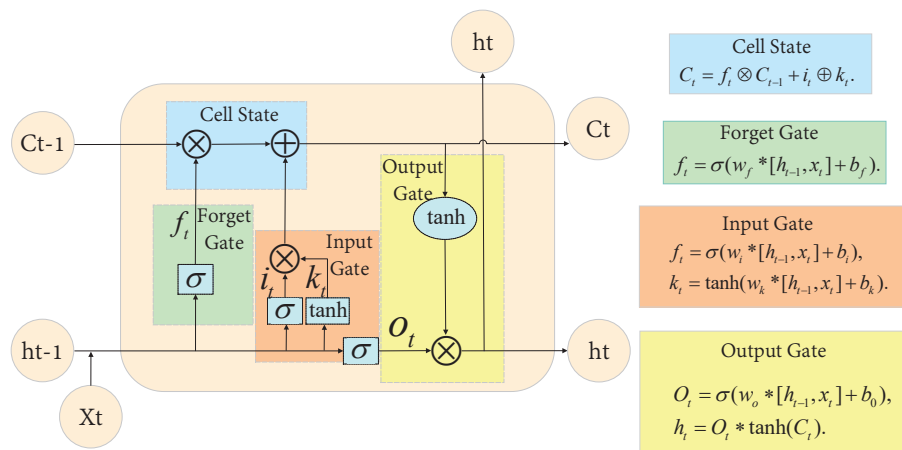 ht
Cell State
C_t = f_t ⊗ C_{t-1} + i_t ⊕ k_t.
Cell State
Ct-1
⊗
+
Ct
Forget Gate
f_t = σ(w_f *[h_{t-1}, x_t] + b_f).
Output
Gate
tanh
f_t
Forget
Gate
σ
Input
Gate
⊗
i_t
k_t
σ
tanh
Input Gate
f_t = σ(w_i *[h_{t-1}, x_t] + b_i),
k_t = tanh(w_k *[h_{t-1}, x_t] + b_k).
ht-1
σ
O_t
⊗
ht
Xt
Output Gate
O_t = σ(w_o *[h_{t-1}, x_t] + b_0),
h_t = O_t * tanh(C_t).